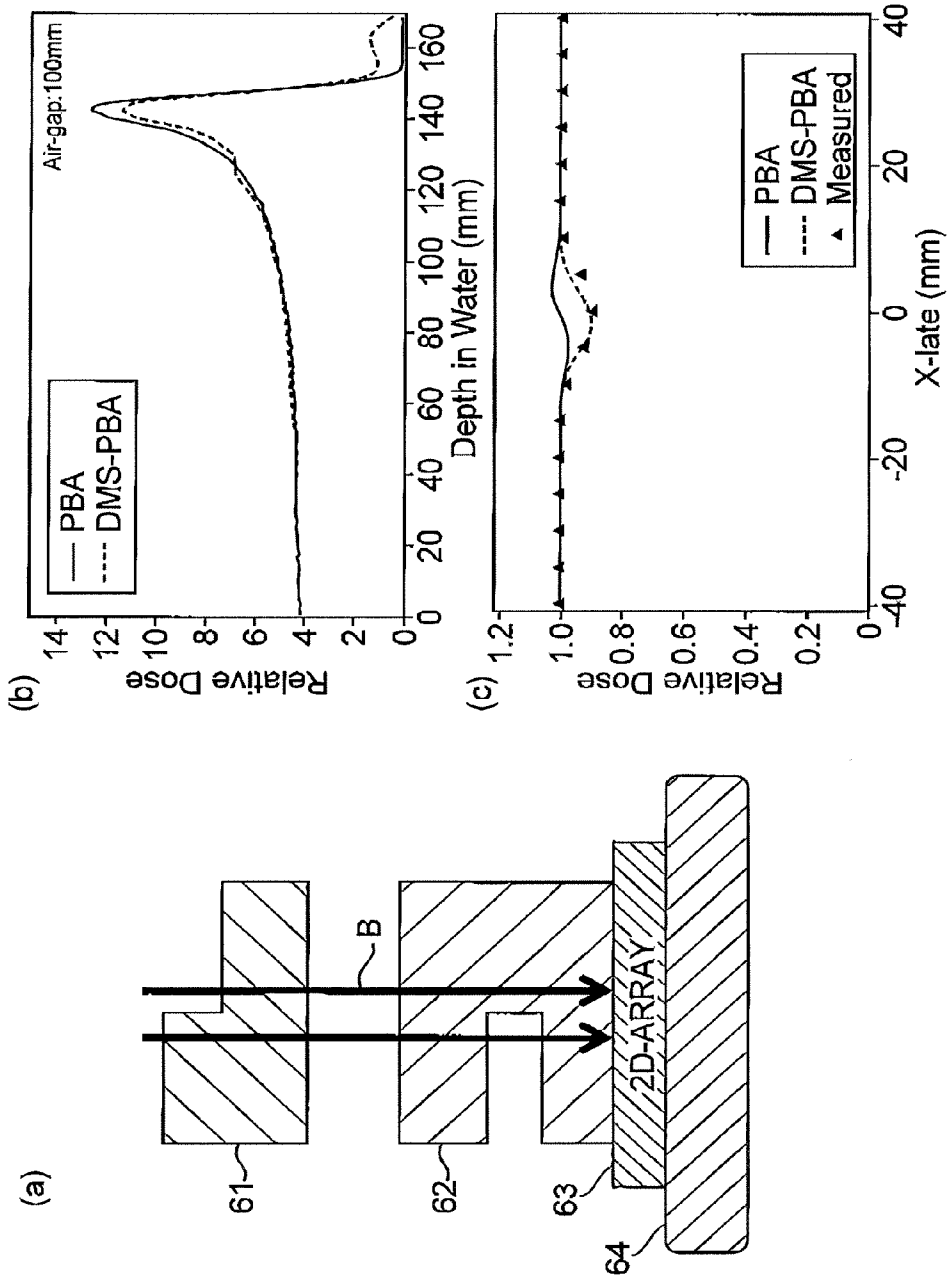 (a)
61
B
62
63
2D-ARRAY
64
(b)
Air-gap:100mm
PBA
DMS-PBA
Relative Dose
14
12
10
8
6
4
2
0
0 20 40 60 80 100 120 140 160
Depth in Water (mm)
(c)
Relative Dose
1.2
1.0
0.8
0.6
0.4
0.2
0
PBA
DMS-PBA
Measured
-40 -20 0 20 40
X-late (mm)